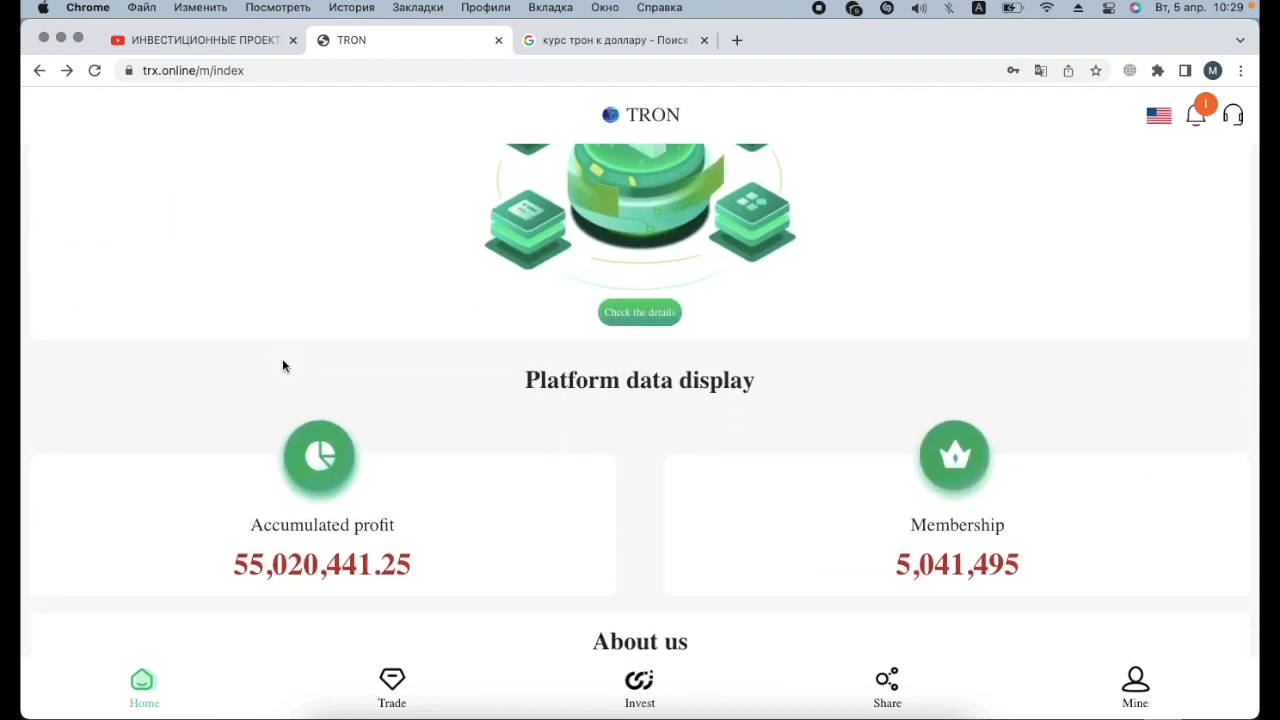 Chrome Файл Изменить Посмотреть История Закладки Профили Вкладка Окно Справка 9 A Вт, 5 апр. 10:29
ИНВЕСТИЦИОННЫЕ ПРОЕКТ TRON курс трон к доллару - Поиск
trx.online/m/index M
TRON 1
Check the details
Platform data display
Accumulated profit Membership
55,020,441.25 5,041,495
About us
Home Trade Invest Share Mine